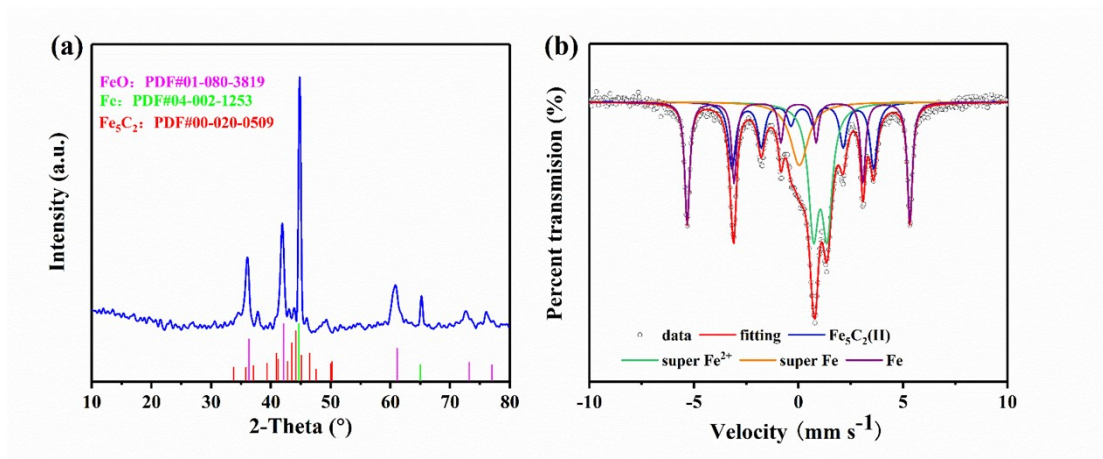 (a)
FeO：PDF#01-080-3819
Fe：PDF#04-002-1253
Fe5C2：PDF#00-020-0509
Intensity (a.u.)
10 20 30 40 50 60 70 80
2-Theta (°)
(b)
Percent transmision (%)
data fitting Fe5C2(II)
super Fe2+ super Fe Fe
-10 -5 0 5 10
Velocity (mm s-1)